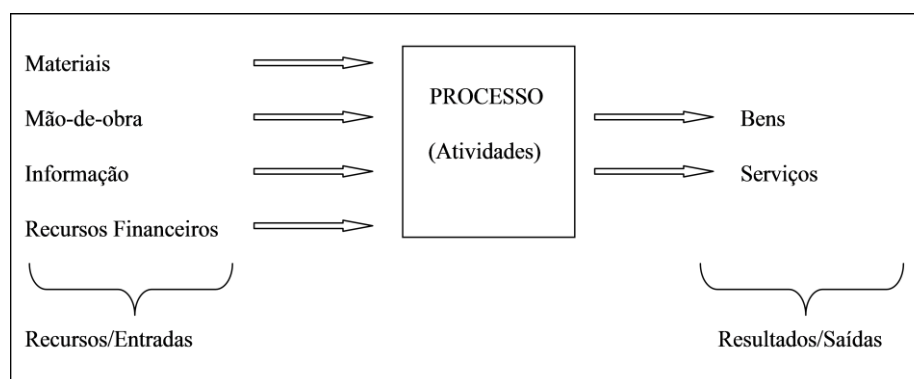 Materiais
Mão-de-obra
Informação
Recursos Financeiros
Recursos/Entradas
PROCESSO
(Atividades)
Bens
Serviços
Resultados/Saídas